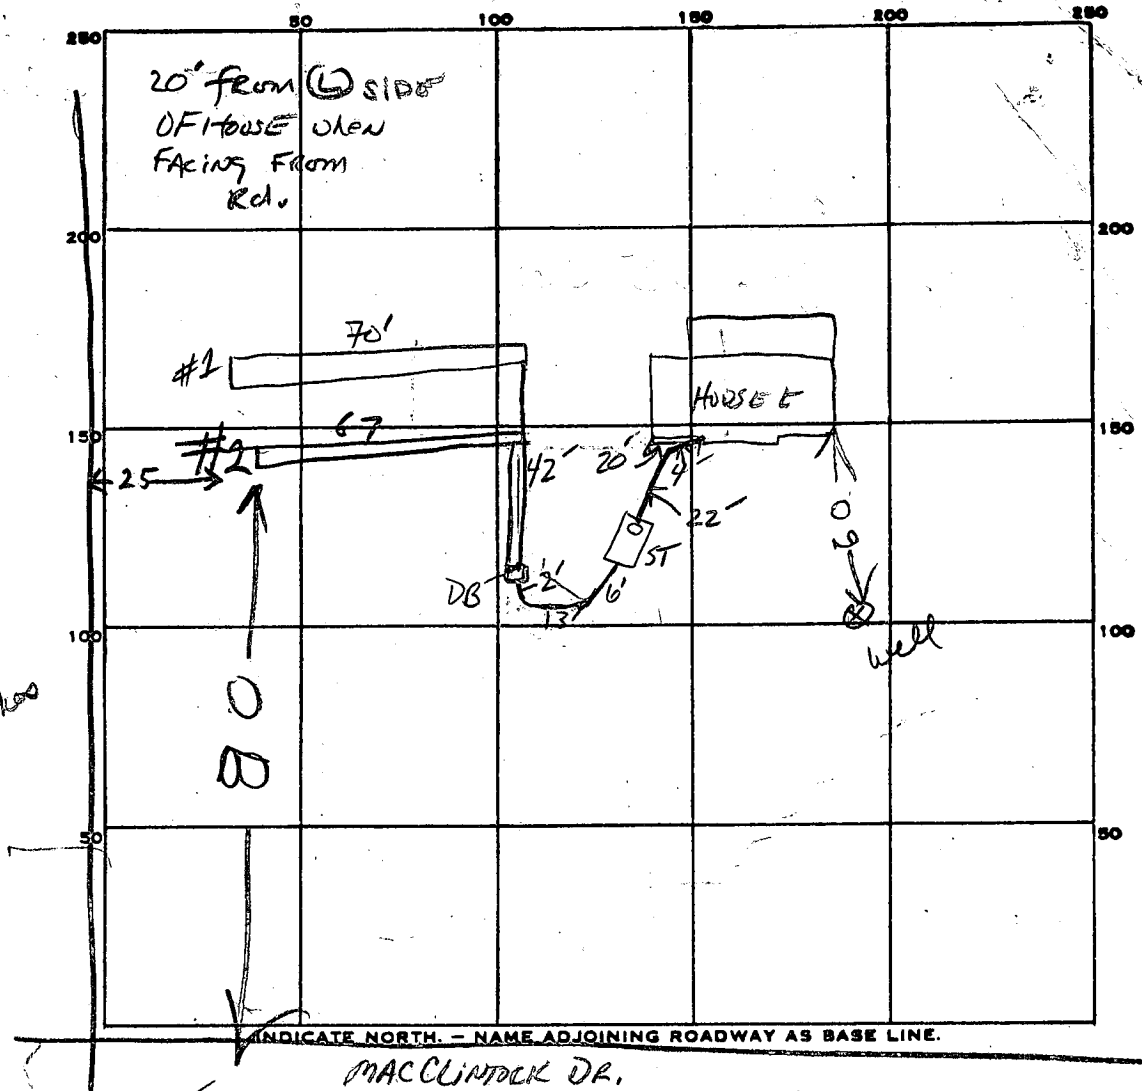 50 100 150 200 250
250
20' from (L) SIDE
OF HOUSE when
FACING FROM
Rd.
200 200
70'
#1
HOUSE E
67
150 150
#2
25
42'
20'
4'
22'
ST
DB
2'
6'
13'
60
100 100
well
80
50 50
INDICATE NORTH. — NAME ADJOINING ROADWAY AS BASE LINE.
MACCLINTOCK DR.